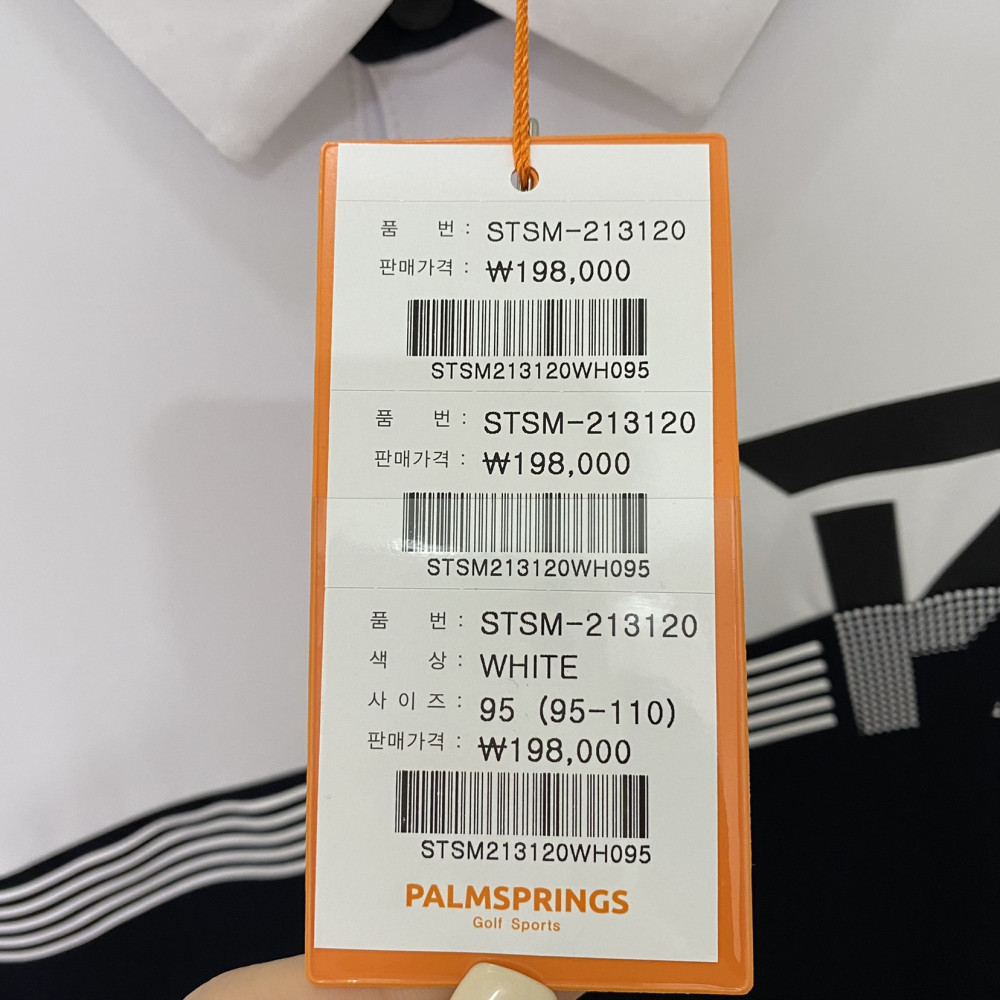 품 번 : STSM-213120
판매가격 : ₩198,000
STSM213120WH095
품 번 : STSM-213120
판매가격 : ₩198,000
STSM213120WH095
품 번 : STSM-213120
색 상 : WHITE
사 이 즈 : 95 (95-110)
판매가격 : ₩198,000
STSM213120WH095
PALMSPRINGS
Golf Sports